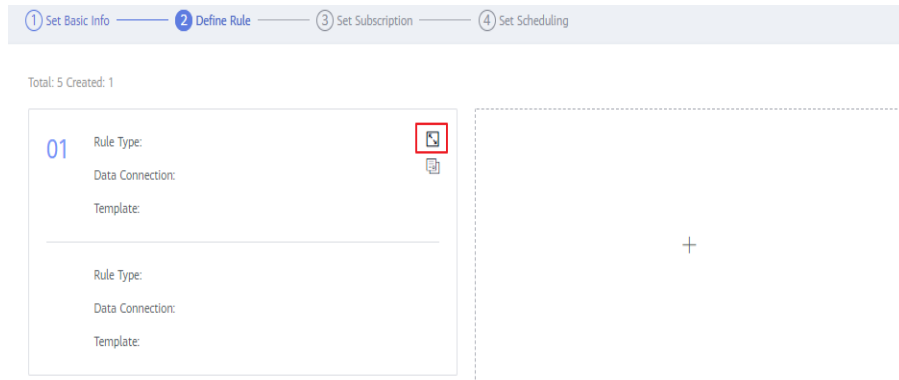 1 Set Basic Info 2 Define Rule 3 Set Subscription 4 Set Scheduling
Total: 5 Created: 1
01
Rule Type:
Data Connection:
Template:
Rule Type:
Data Connection:
Template: